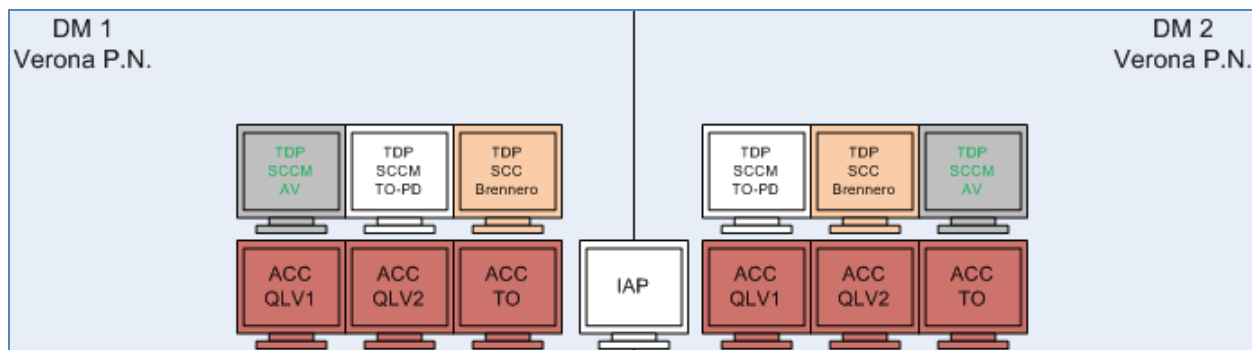 DM 1
Verona P.N.
DM 2
Verona P.N.
TDP
SCCM
AV
TDP
SCCM
TO-PD
TDP
SCC
Brennero
TDP
SCCM
TO-PD
TDP
SCC
Brennero
TDP
SCCM
AV
ACC
QLV1
ACC
QLV2
ACC
TO
IAP
ACC
QLV1
ACC
QLV2
ACC
TO